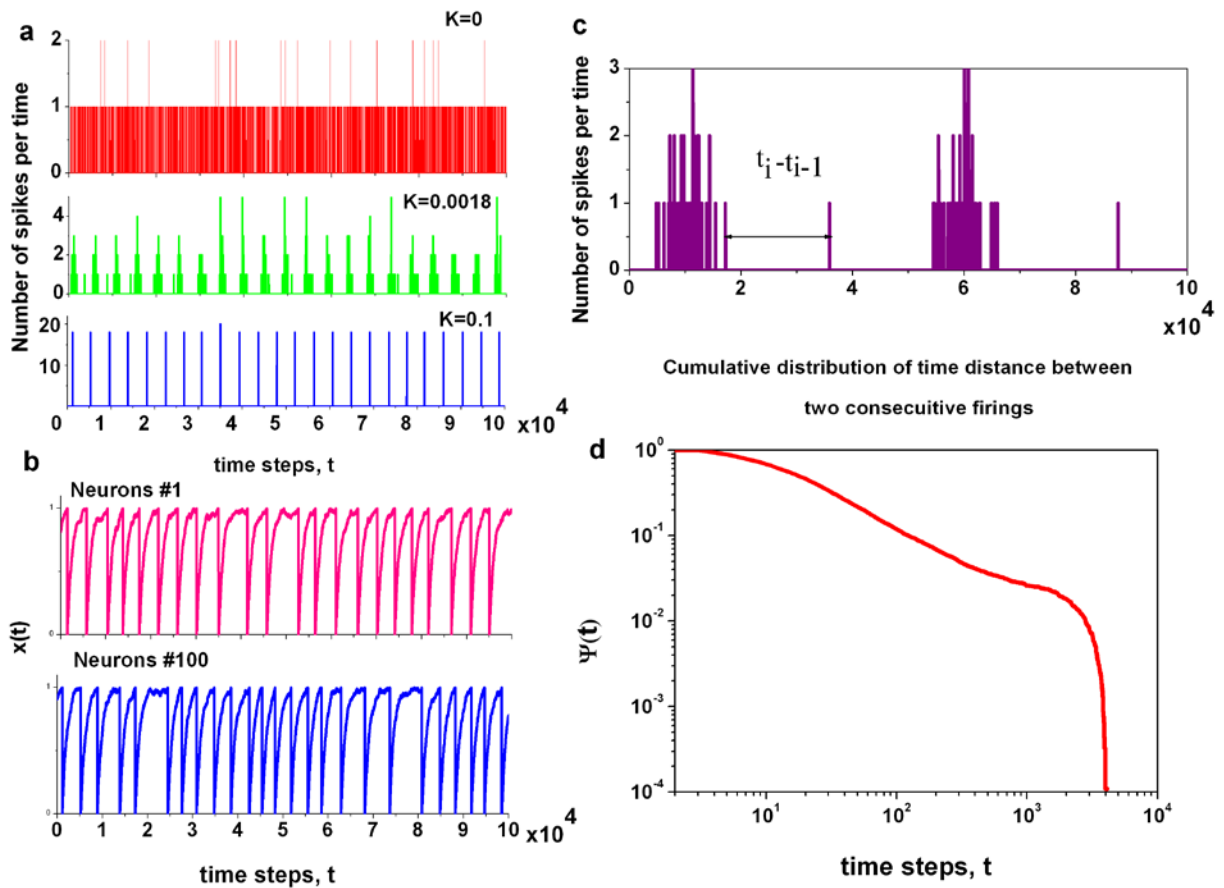 a
K=0
Number of spikes per time
2
1
0
K=0.0018
4
2
0
K=0.1
20
10
0 1 2 3 4 5 6 7 8 9 10
x10^4
time steps, t
b
Neurons #1
1
0
x(t)
Neurons #100
1
0
0 1 2 3 4 5 6 7 8 9 10
x10^4
time steps, t
c
Number of spikes per time
3
2
1
0
t_i-t_{i-1}
0 2 4 6 8 10
x10^4
Cumulative distribution of time distance between
two consecuitive firings
d
Ψ(t)
10^0
10^-1
10^-2
10^-3
10^-4
10^1 10^2 10^3 10^4
time steps, t